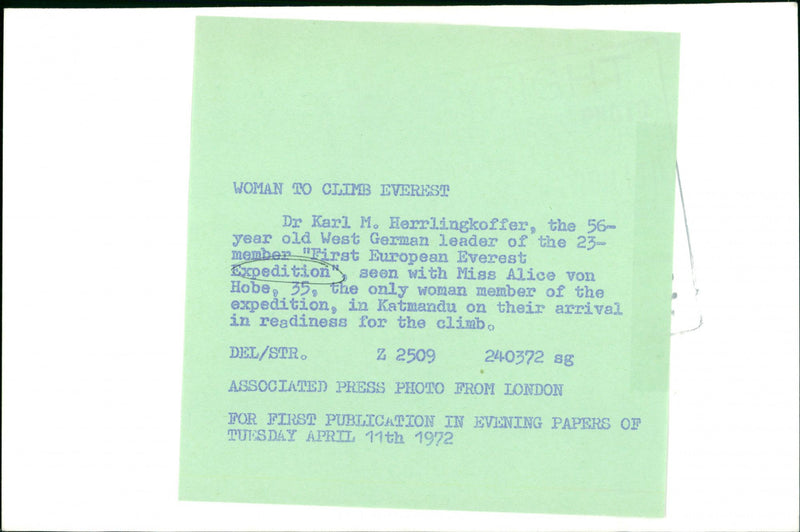 WOMAN TO CLIMB EVEREST
Dr Karl M. Herrlingkoffer, the 56-
year old West German leader of the 23-
member "First European Everest
Expedition", seen with Miss Alice von
Hobe, 35, the only woman member of the
expedition, in Katmandu on their arrival
in readiness for the climb.
DEL/STR. Z 2509 240372 sg
ASSOCIATED PRESS PHOTO FROM LONDON
FOR FIRST PUBLICATION IN EVENING PAPERS OF
TUESDAY APRIL 11th 1972